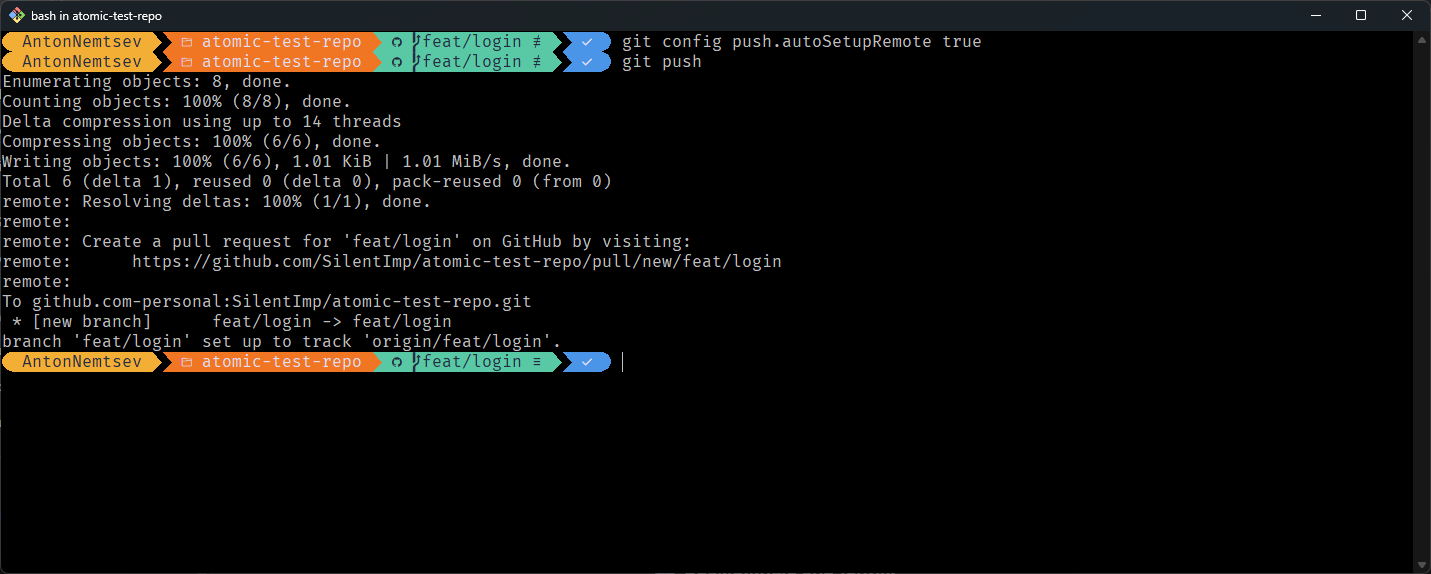 bash in atomic-test-repo
AntonNemtsev atomic-test-repo feat/login ≢ ✓ git config push.autoSetupRemote true
AntonNemtsev atomic-test-repo feat/login ≢ ✓ git push
Enumerating objects: 8, done.
Counting objects: 100% (8/8), done.
Delta compression using up to 14 threads
Compressing objects: 100% (6/6), done.
Writing objects: 100% (6/6), 1.01 KiB | 1.01 MiB/s, done.
Total 6 (delta 1), reused 0 (delta 0), pack-reused 0 (from 0)
remote: Resolving deltas: 100% (1/1), done.
remote:
remote: Create a pull request for 'feat/login' on GitHub by visiting:
remote:      https://github.com/SilentImp/atomic-test-repo/pull/new/feat/login
remote:
To github.com-personal:SilentImp/atomic-test-repo.git
 * [new branch]      feat/login -> feat/login
branch 'feat/login' set up to track 'origin/feat/login'.
AntonNemtsev atomic-test-repo feat/login ≡ ✓